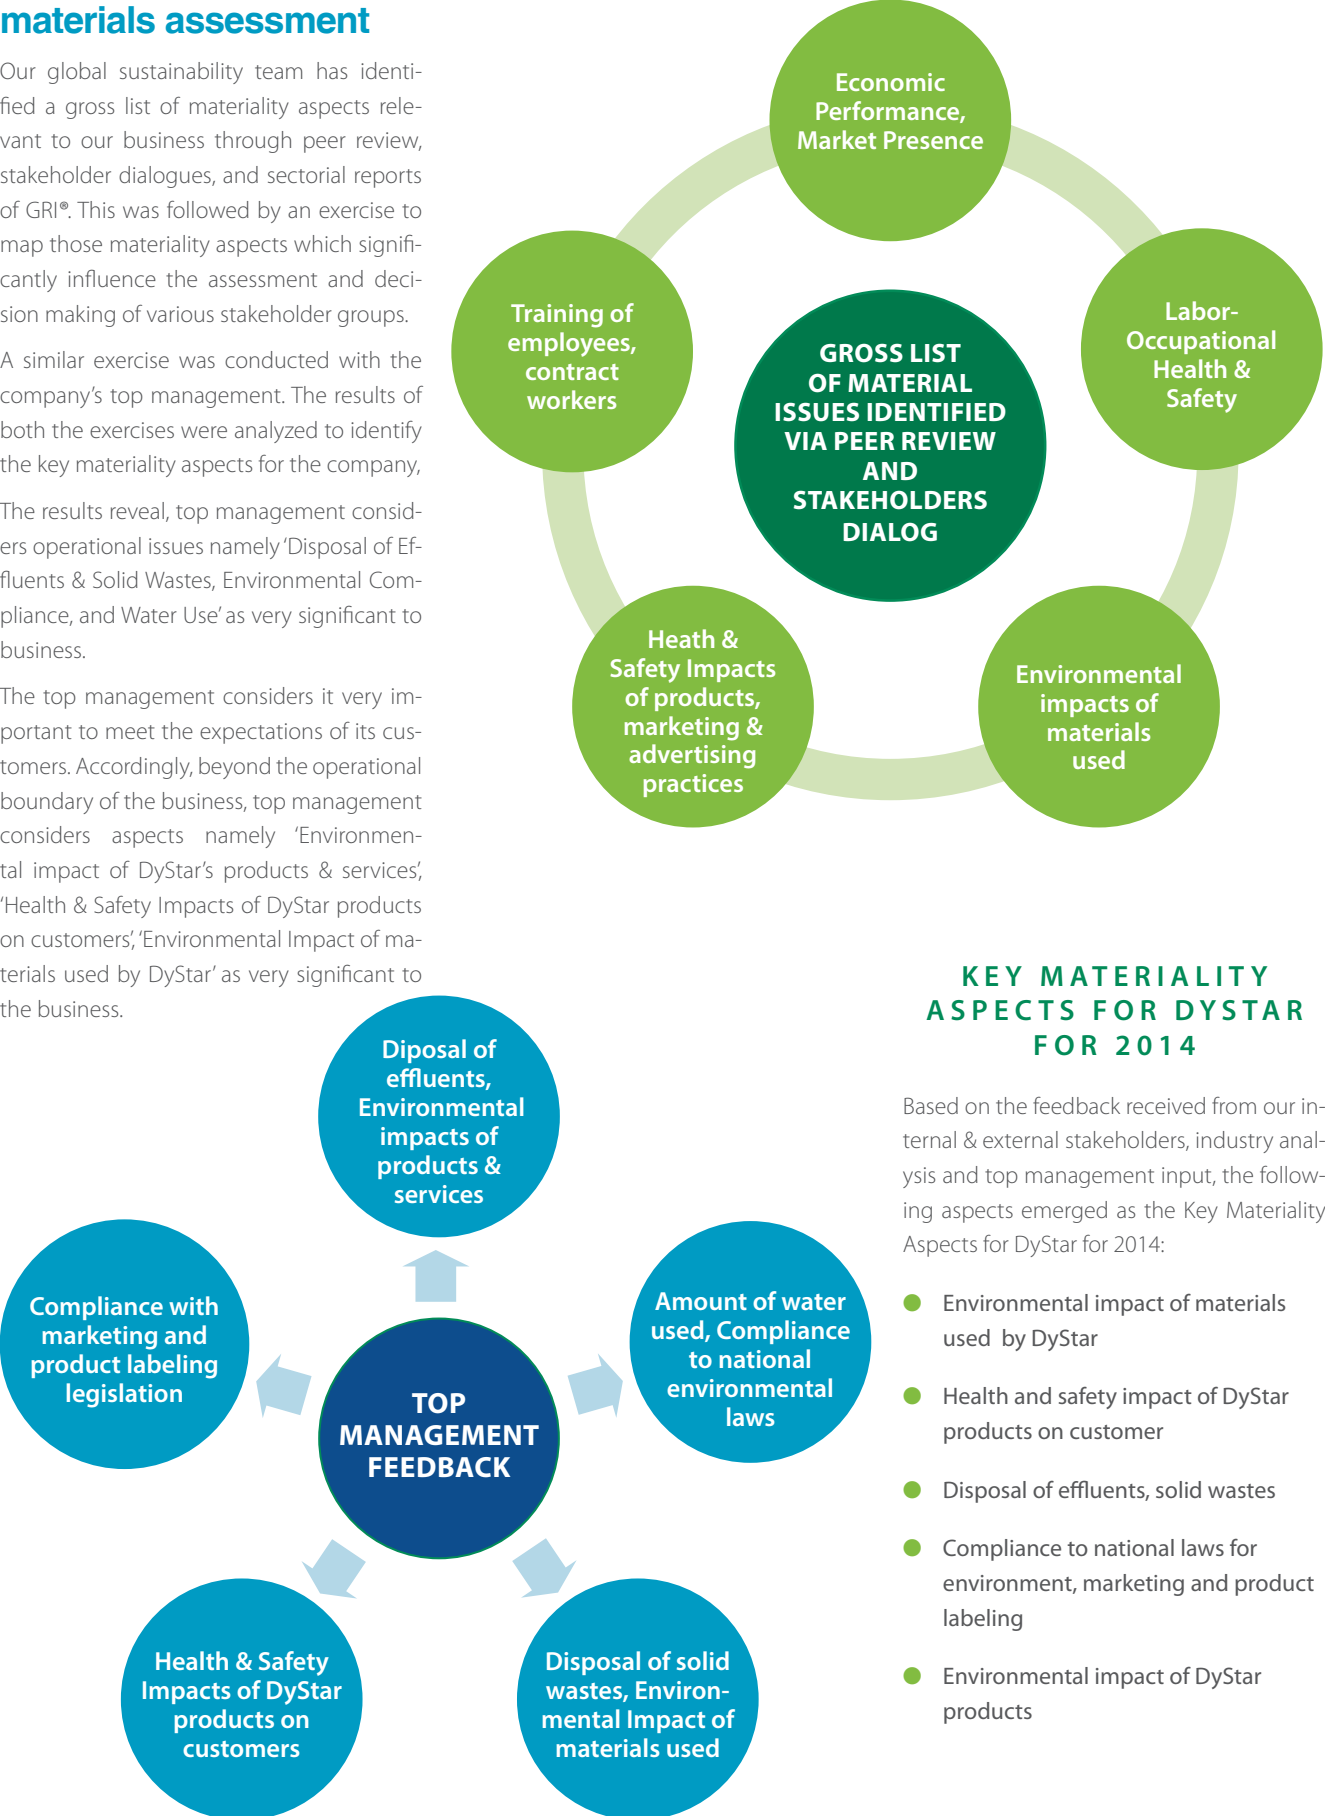 materials assessment
Our global sustainability team has identi-
fied a gross list of materiality aspects rele-
vant to our business through peer review,
stakeholder dialogues, and sectorial reports
of GRI®. This was followed by an exercise to
map those materiality aspects which signifi-
cantly influence the assessment and deci-
sion making of various stakeholder groups.
A similar exercise was conducted with the
company's top management. The results of
both the exercises were analyzed to identify
the key materiality aspects for the company,
The results reveal, top management consid-
ers operational issues namely 'Disposal of Ef-
fluents & Solid Wastes, Environmental Com-
pliance, and Water Use' as very significant to
business.
The top management considers it very im-
portant to meet the expectations of its cus-
tomers. Accordingly, beyond the operational
boundary of the business, top management
considers aspects namely 'Environmen-
tal impact of DyStar's products & services',
'Health & Safety Impacts of DyStar products
on customers', 'Environmental Impact of ma-
terials used by DyStar' as very significant to
the business.
Economic
Performance,
Market Presence
Training of
employees,
contract
workers
Labor-
Occupational
Health &
Safety
GROSS LIST
OF MATERIAL
ISSUES IDENTIFIED
VIA PEER REVIEW
AND
STAKEHOLDERS
DIALOG
Heath &
Safety Impacts
of products,
marketing &
advertising
practices
Environmental
impacts of
materials
used
Diposal of
effluents,
Environmental
impacts of
products &
services
Compliance with
marketing and
product labeling
legislation
Amount of water
used, Compliance
to national
environmental
laws
TOP
MANAGEMENT
FEEDBACK
Health & Safety
Impacts of DyStar
products on
customers
Disposal of solid
wastes, Environ-
mental Impact of
materials used
KEY MATERIALITY
ASPECTS FOR DYSTAR
FOR 2014
Based on the feedback received from our in-
ternal & external stakeholders, industry anal-
ysis and top management input, the follow-
ing aspects emerged as the Key Materiality
Aspects for DyStar for 2014:
● Environmental impact of materials
used by DyStar
● Health and safety impact of DyStar
products on customer
● Disposal of effluents, solid wastes
● Compliance to national laws for
environment, marketing and product
labeling
● Environmental impact of DyStar
products